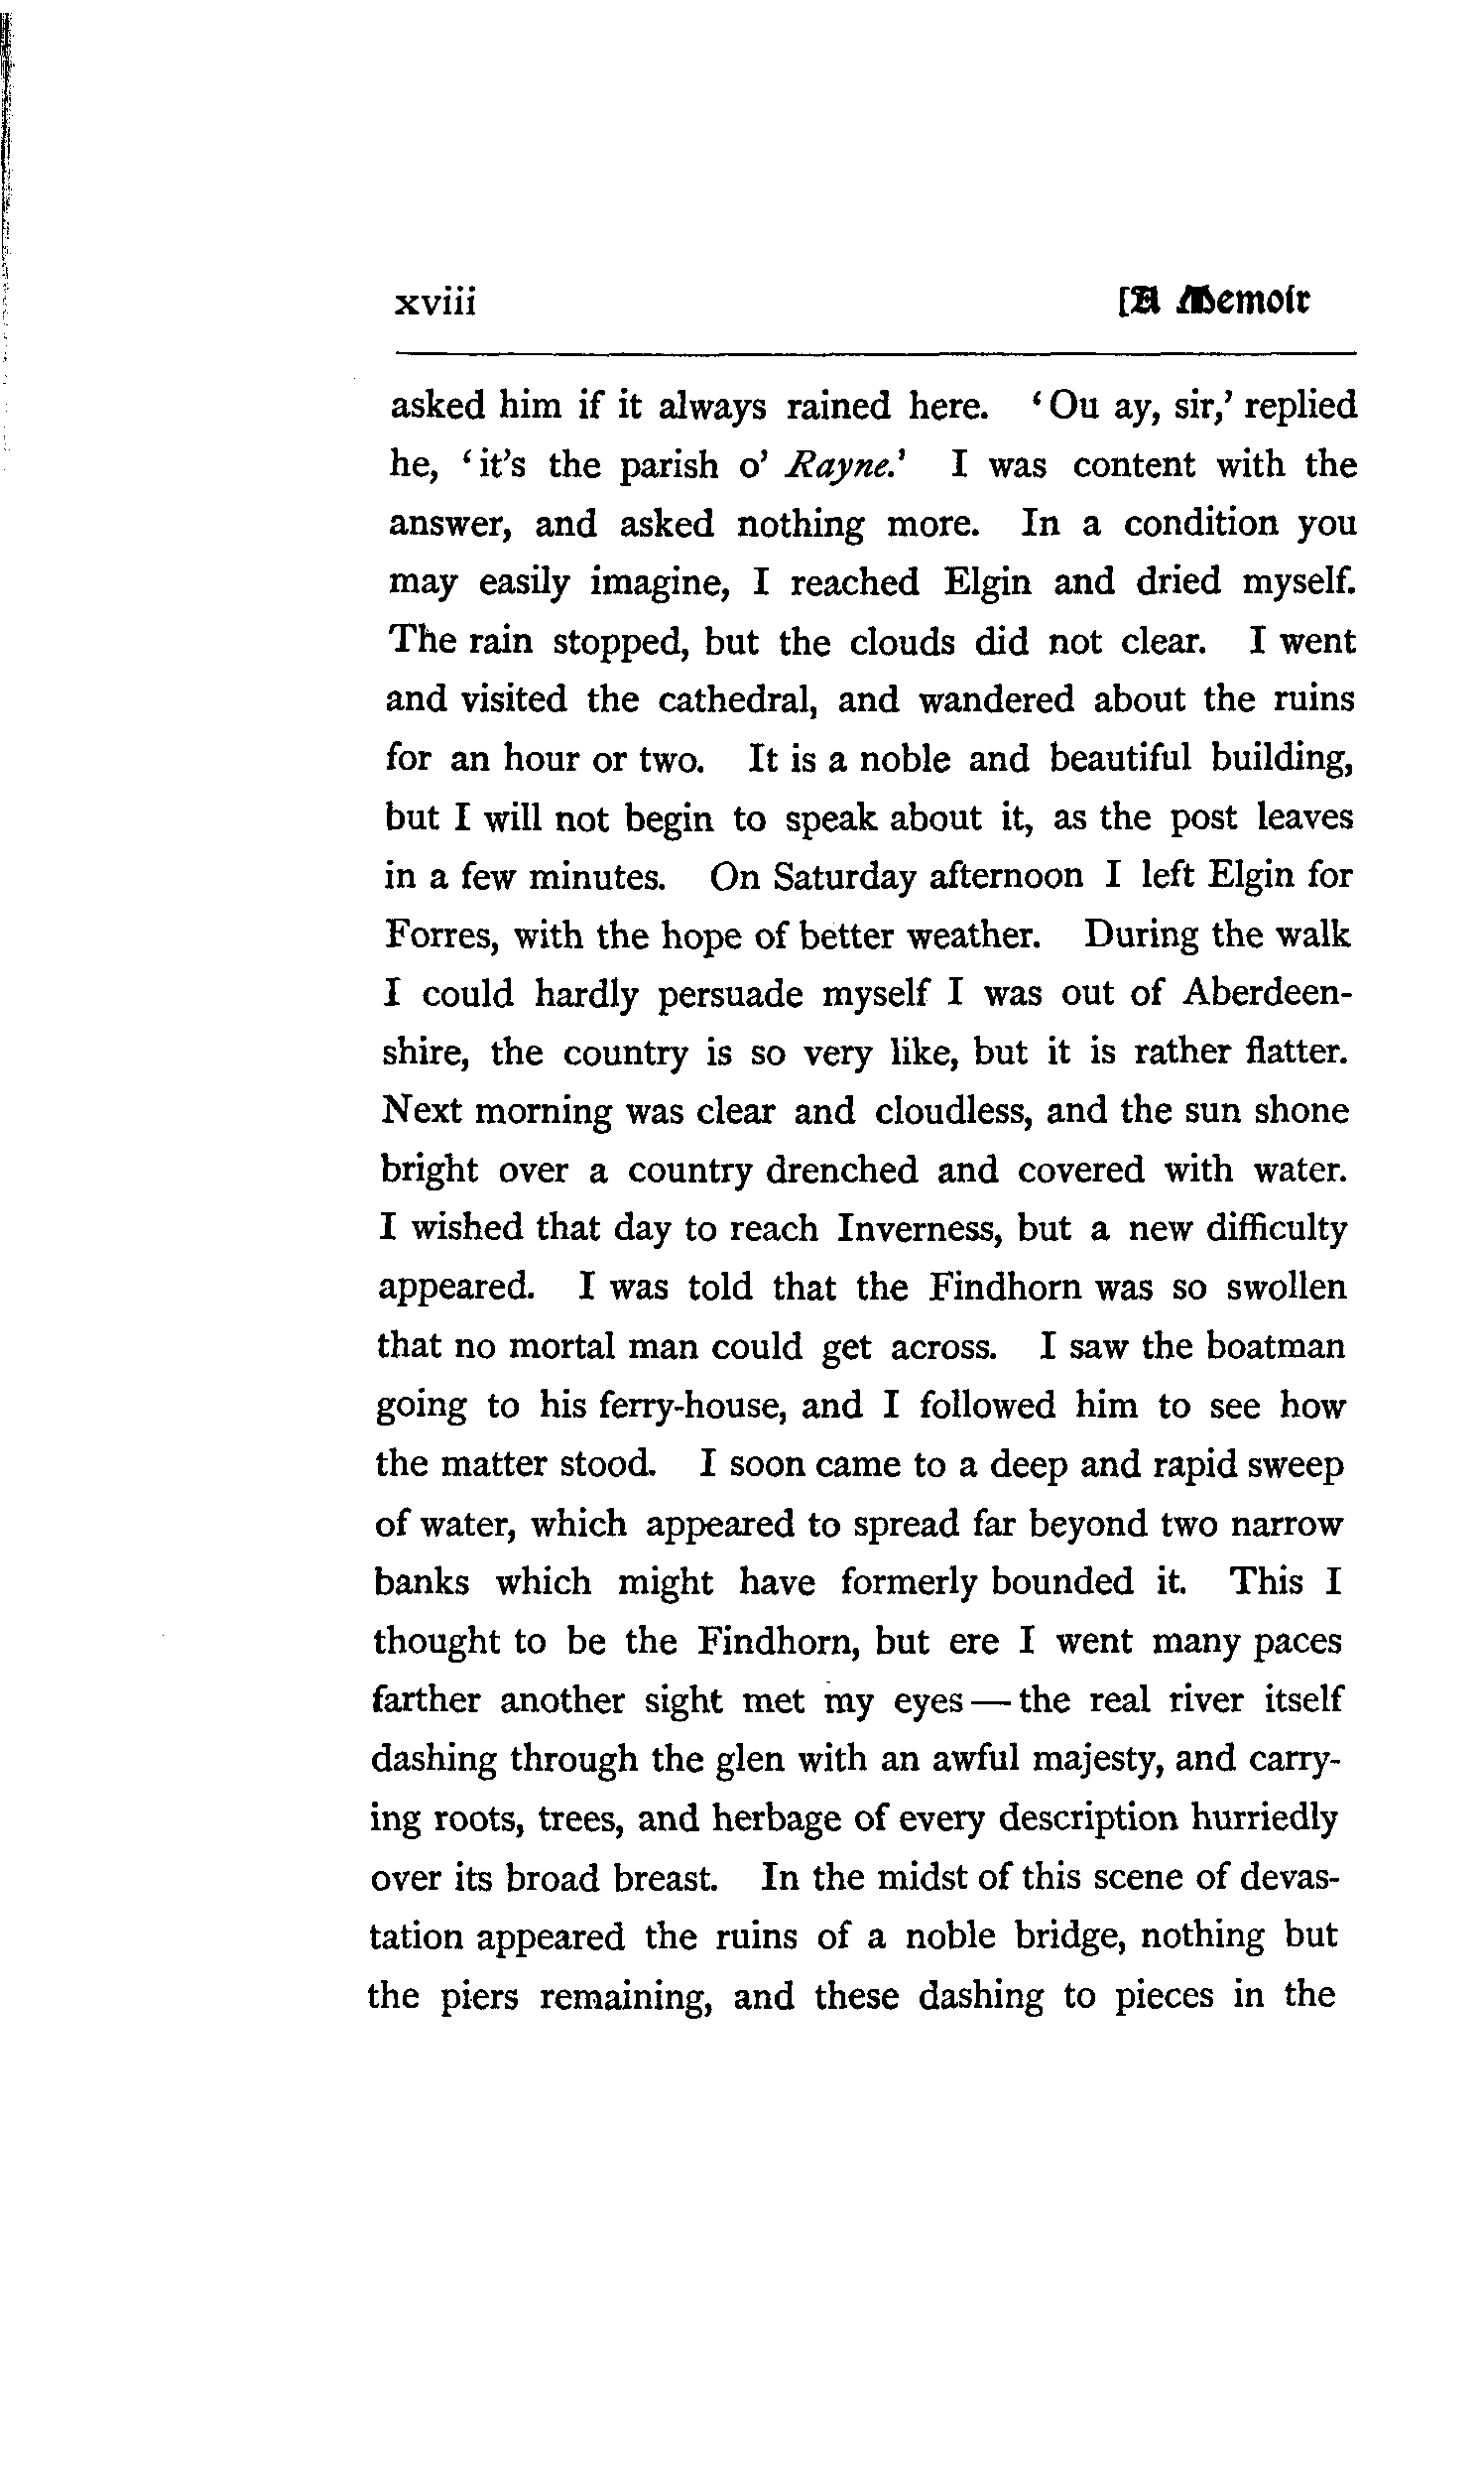 xviii [A Memoir
asked him if it always rained here. ‘Ou ay, sir,’ replied
he, ‘it’s the parish o’ Rayne.’ I was content with the
answer, and asked nothing more. In a condition you
may easily imagine, I reached Elgin and dried myself.
The rain stopped, but the clouds did not clear. I went
and visited the cathedral, and wandered about the ruins
for an hour or two. It is a noble and beautiful building,
but I will not begin to speak about it, as the post leaves
in a few minutes. On Saturday afternoon I left Elgin for
Forres, with the hope of better weather. During the walk
I could hardly persuade myself I was out of Aberdeen-
shire, the country is so very like, but it is rather flatter.
Next morning was clear and cloudless, and the sun shone
bright over a country drenched and covered with water.
I wished that day to reach Inverness, but a new difficulty
appeared. I was told that the Findhorn was so swollen
that no mortal man could get across. I saw the boatman
going to his ferry-house, and I followed him to see how
the matter stood. I soon came to a deep and rapid sweep
of water, which appeared to spread far beyond two narrow
banks which might have formerly bounded it. This I
thought to be the Findhorn, but ere I went many paces
farther another sight met my eyes — the real river itself
dashing through the glen with an awful majesty, and carry-
ing roots, trees, and herbage of every description hurriedly
over its broad breast. In the midst of this scene of devas-
tation appeared the ruins of a noble bridge, nothing but
the piers remaining, and these dashing to pieces in the